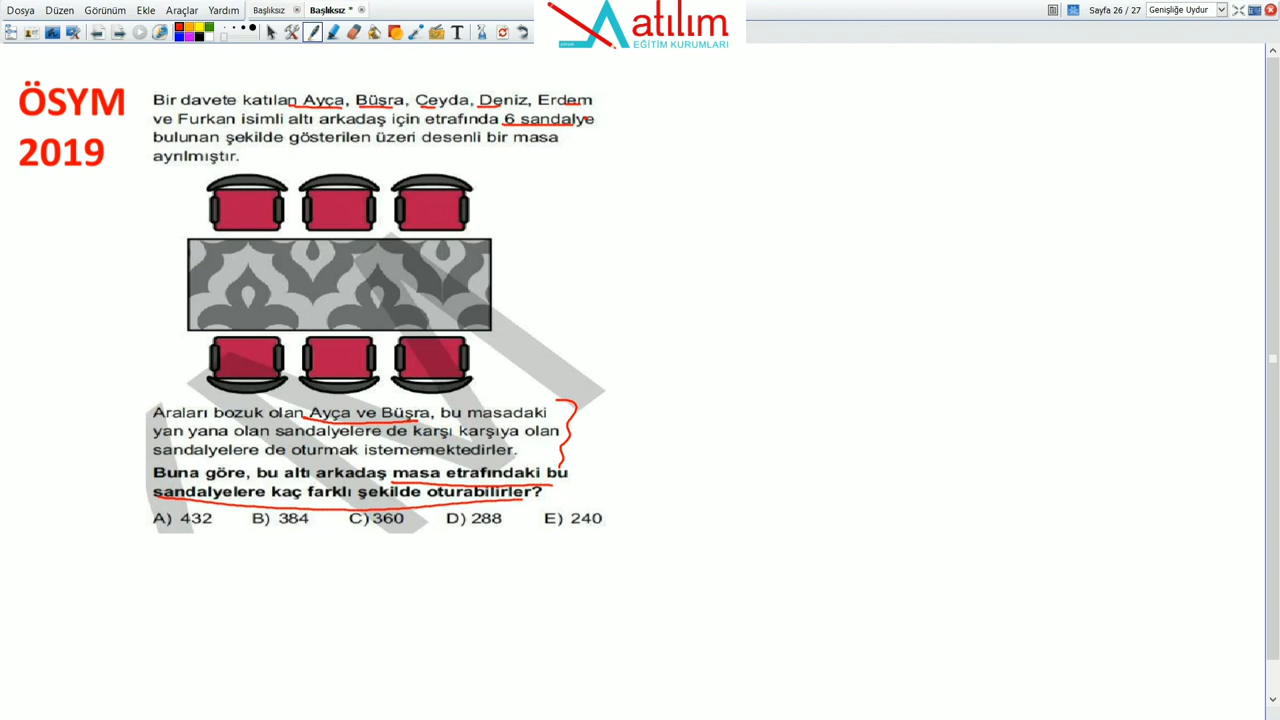 Dosya Düzen Görünüm Ekle Araçlar Yardım
Başlıksız
Başlıksız *
Sayfa 26 / 27
Genişliğe Uydur
atılım
EĞİTİM KURUMLARI
ÖSYM
2019
Bir davete katılan Ayça, Büşra, Ceyda, Deniz, Erdem
ve Furkan isimli altı arkadaş için etrafında 6 sandalye
bulunan şekilde gösterilen üzeri desenli bir masa
ayrılmıştır.
Araları bozuk olan Ayça ve Büşra, bu masadaki
yan yana olan sandalyelere de karşı karşıya olan
sandalyelere de oturmak istememektedirler.
Buna göre, bu altı arkadaş masa etrafındaki bu
sandalyelere kaç farklı şekilde oturabilirler?
A) 432 B) 384 C) 360 D) 288 E) 240